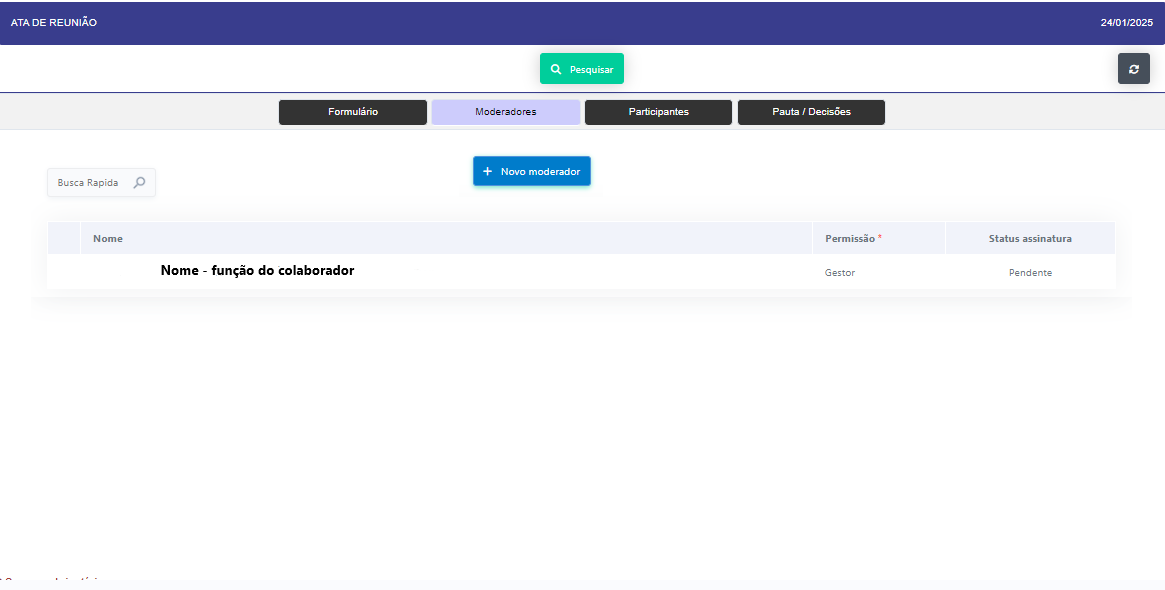 ATA DE REUNIÃO 24/01/2025
Pesquisar
Formulário Moderadores Participantes Pauta / Decisões
Busca Rapida
+ Novo moderador
Nome Permissão * Status assinatura
Nome - função do colaborador Gestor Pendente